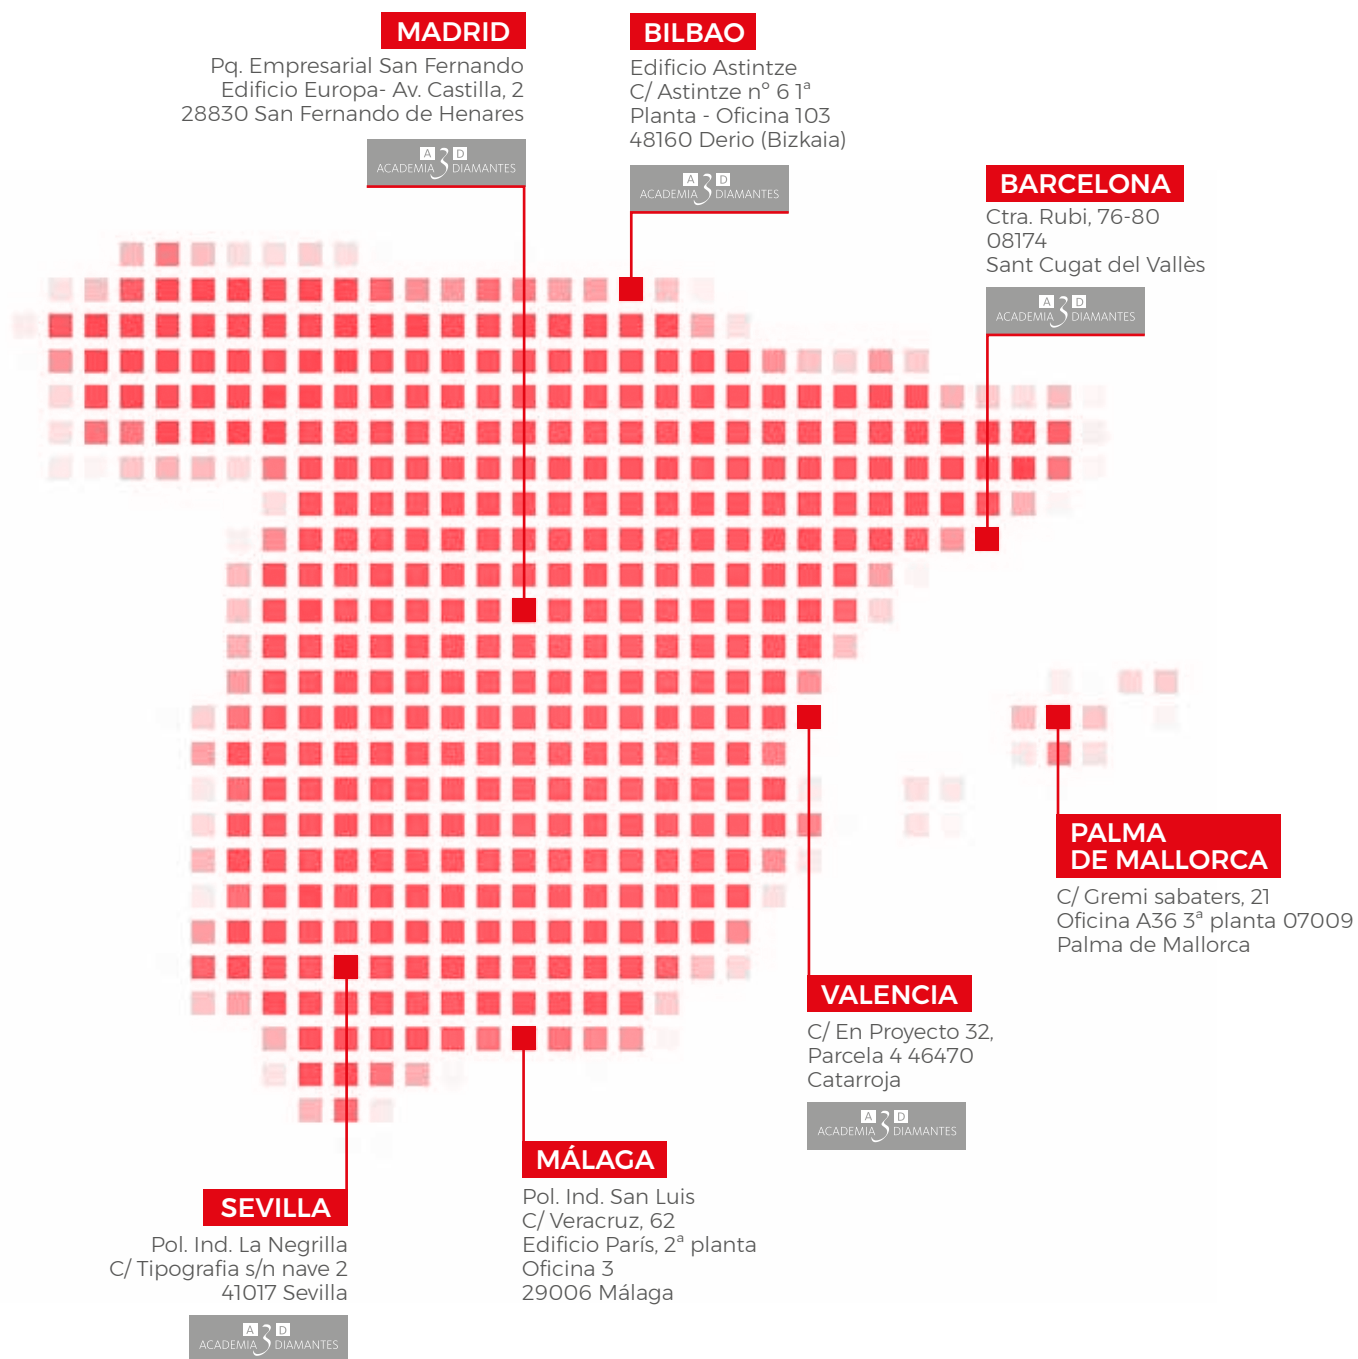 MADRID
Pq. Empresarial San Fernando
Edificio Europa- Av. Castilla, 2
28830 San Fernando de Henares
A 3 D
ACADEMIA DIAMANTES
BILBAO
Edificio Astintze
C/ Astintze nº 6 1ª
Planta - Oficina 103
48160 Derio (Bizkaia)
A 3 D
ACADEMIA DIAMANTES
BARCELONA
Ctra. Rubi, 76-80
08174
Sant Cugat del Vallès
A 3 D
ACADEMIA DIAMANTES
PALMA
DE MALLORCA
C/ Gremi sabaters, 21
Oficina A36 3ª planta 07009
Palma de Mallorca
VALENCIA
C/ En Proyecto 32,
Parcela 4 46470
Catarroja
A 3 D
ACADEMIA DIAMANTES
MÁLAGA
Pol. Ind. San Luis
C/ Veracruz, 62
Edificio París, 2ª planta
Oficina 3
29006 Málaga
SEVILLA
Pol. Ind. La Negrilla
C/ Tipografia s/n nave 2
41017 Sevilla
A 3 D
ACADEMIA DIAMANTES